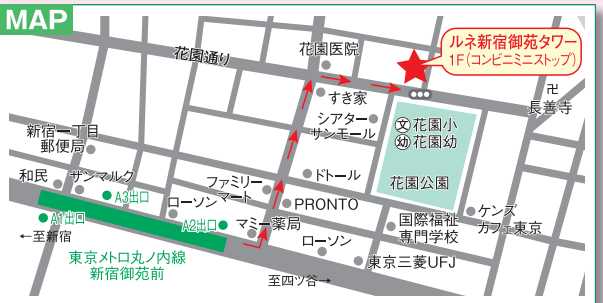 MAP
花園通り
花園医院
ルネ新宿御苑タワー
1F(コンビニミニストップ)
卍
長善寺
すき家
シアター
サンモール
文 花園小
幼 花園幼
花園公園
新宿一丁目
郵便局
和民
サンマルク
A3出口
ファミリー
マート
ローソン
ドトール
PRONTO
A1出口
A2出口
マミー薬局
ローソン
国際福祉
専門学校
ケンズ
カフェ東京
東京三菱UFJ
←至新宿
東京メトロ丸ノ内線
新宿御苑前
至四ツ谷→